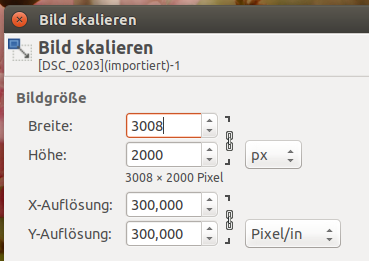 Bild skalieren
Bild skalieren
[DSC_0203](importiert)-1
Bildgröße
Breite: 3008
Höhe: 2000 px
3008 × 2000 Pixel
X-Auflösung: 300,000
Y-Auflösung: 300,000 Pixel/in